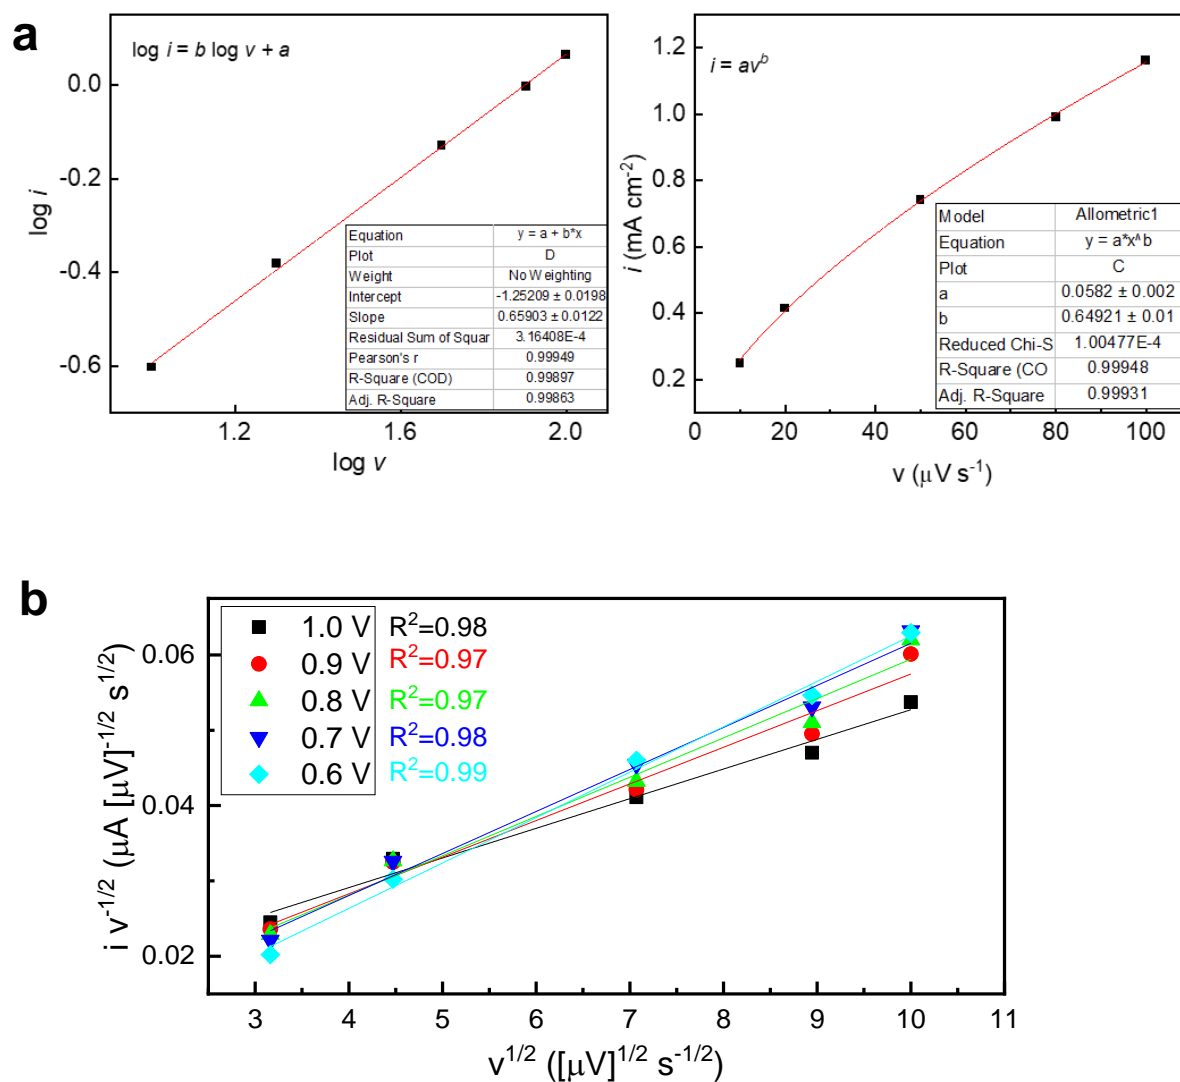 a
log i = b log v + a
0.0
-0.2
-0.4
-0.6
log i
1.2
1.6
2.0
log v
Equation y = a + b*x
Plot D
Weight No Weighting
Intercept -1.25209 ± 0.0198
Slope 0.65903 ± 0.0122
Residual Sum of Squar 3.16408E-4
Pearson's r 0.99949
R-Square (COD) 0.99897
Adj. R-Square 0.99863
i = av^b
1.2
1.0
0.8
0.6
0.4
0.2
i (mA cm⁻²)
0 20 40 60 80 100
v (μV s⁻¹)
Model Allometric1
Equation y = a*x^b
Plot C
a 0.0582 ± 0.002
b 0.64921 ± 0.01
Reduced Chi-S 1.00477E-4
R-Square (CO 0.99948
Adj. R-Square 0.99931
b
1.0 V R²=0.98
0.9 V R²=0.97
0.8 V R²=0.97
0.7 V R²=0.98
0.6 V R²=0.99
0.06
0.04
0.02
i v^-1/2 (μA [μV]^-1/2 s^1/2)
3 4 5 6 7 8 9 10 11
v^1/2 ([μV]^1/2 s^-1/2)